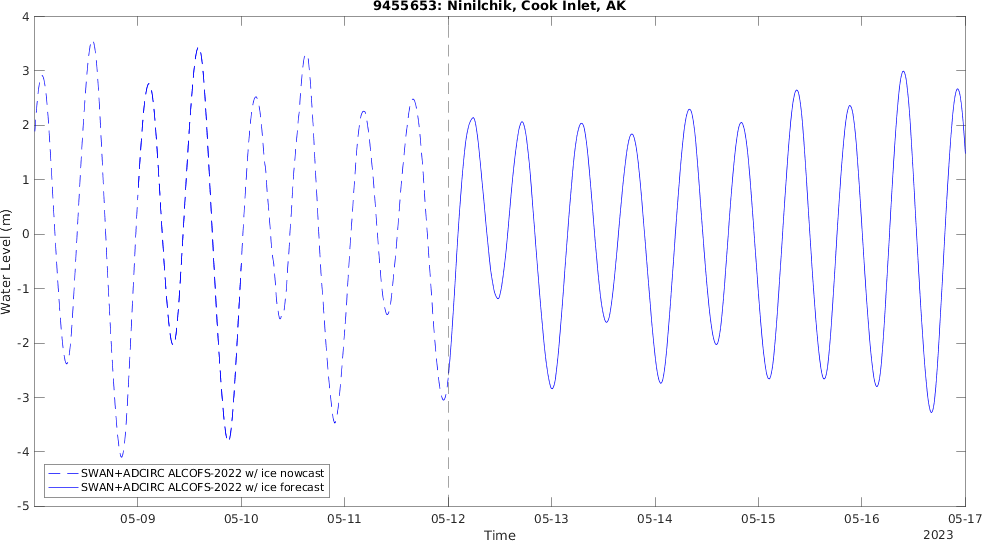 9455653: Ninilchik, Cook Inlet, AK
4
3
2
1
0
-1
-2
-3
-4
-5
Water Level (m)
SWAN+ADCIRC ALCOFS-2022 w/ ice nowcast
SWAN+ADCIRC ALCOFS-2022 w/ ice forecast
05-09 05-10 05-11 05-12 05-13 05-14 05-15 05-16 05-17
Time
2023